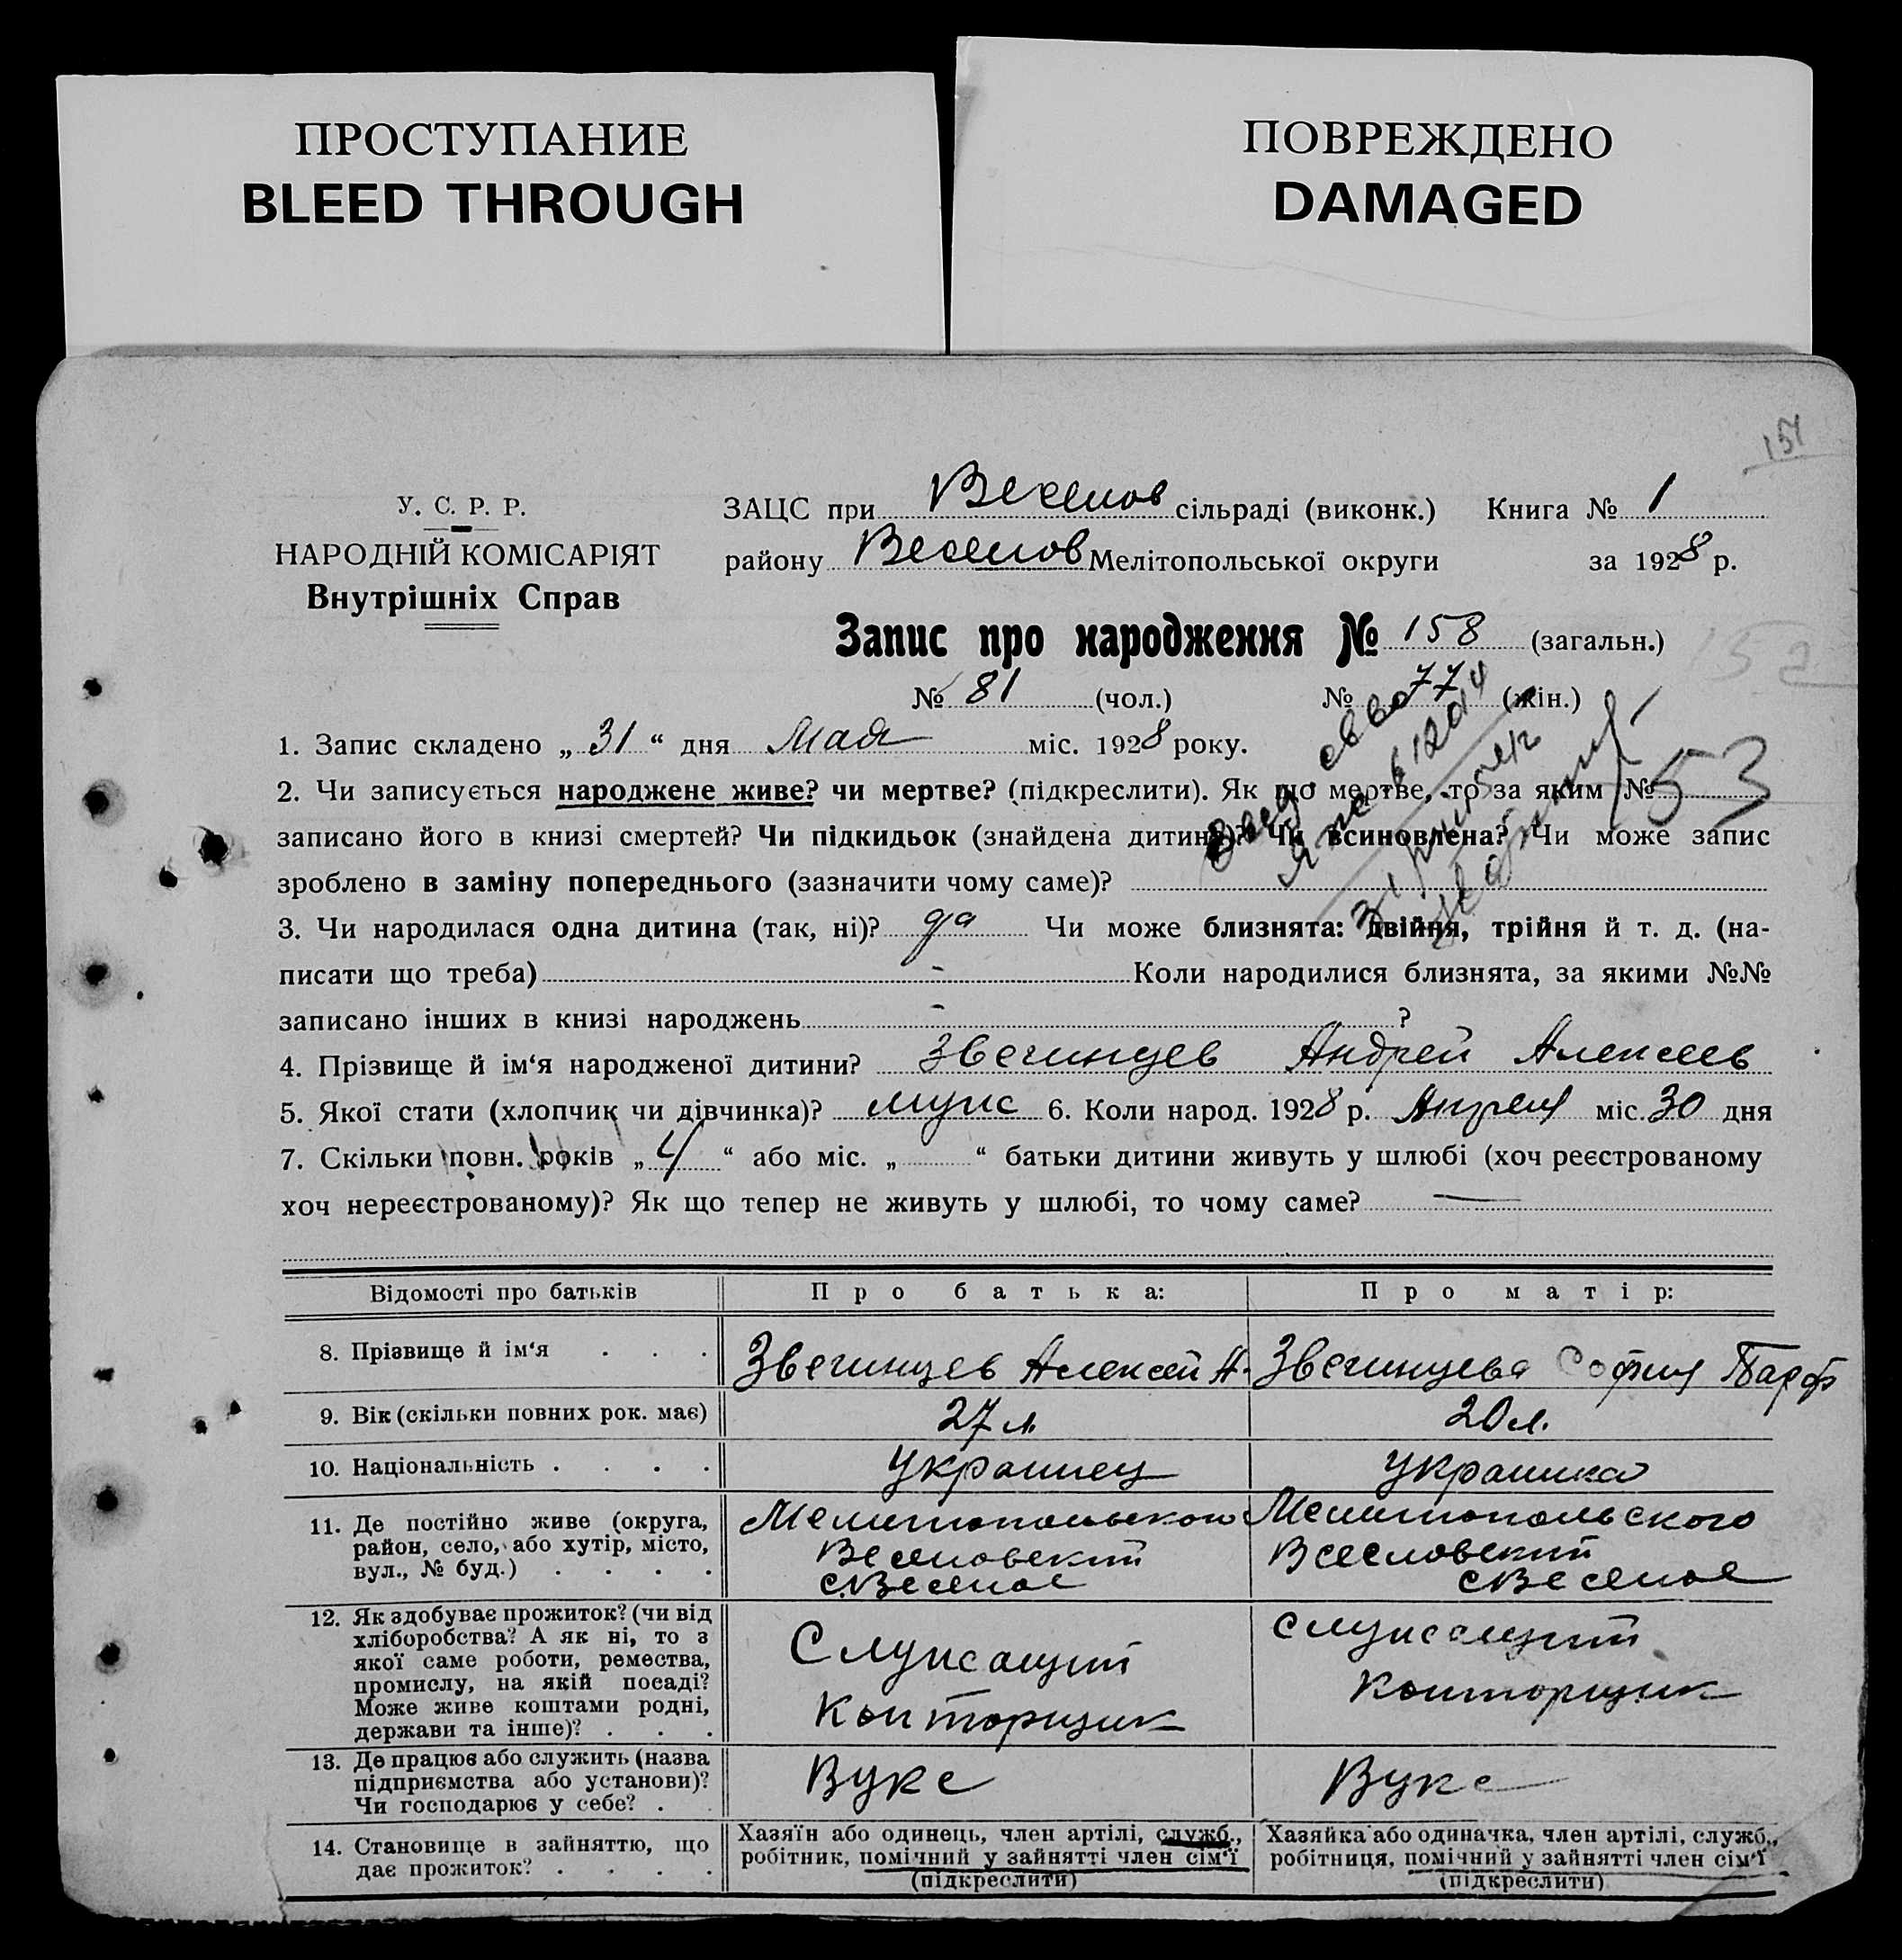 ПРОСТУПАНИЕ
BLEED THROUGH
ПОВРЕЖДЕНО
DAMAGED
151
У. С. Р. Р.
НАРОДНІЙ КОМІСАРІЯТ
Внутрішніх Справ
ЗАЦС при Веселов сільраді (виконк.) Книга № 1
району Веселов Мелітопольської округи за 1928 р.
Запис про народження № 158 (загальн.)
152
№ 81 (чол.) № 77 (жін.)
1. Запис складено „ 31 “ дня Мая міс. 1928 року.
2. Чи записується народжене живе? чи мертве? (підкреслити). Як що мертве, то за яким №
53
записано його в книзі смертей? Чи підкидьок (знайдена дитина)? Чи всиновлена? Чи може запис
зроблено в заміну попереднього (зазначити чому саме)?
3. Чи народилася одна дитина (так, ні)? да Чи може близнята: двійня, трійня й т. д. (на-
писати що треба) - Коли народилися близнята, за якими №№
записано інших в книзі народжень - ?
4. Прізвище й ім‘я народженої дитини? Звегинцев Андрей Алексеев
5. Якої стати (хлопчик чи дівчинка)? мужс 6. Коли народ. 1928 р. Апреля міс. 30 дня
7. Скільки повн. років „ 4 “ або міс. „ “ батьки дитини живуть у шлюбі (хоч реєстрованому
хоч нереєстрованому)? Як що тепер не живуть у шлюбі, то чому саме? —
Відомості про батьків Про батька: Про матір:
8. Прізвище й ім‘я . . . Звегинцев Алексей А. Звегинцева София Парф
9. Вік (скільки повних рок. має) 27 л. 20 л.
10. Національність . . . . Украинец Украинка
11. Де постійно живе (округа,
район, село, або хутір, місто,
вул., № буд.) . . . .
Мелитопольского
Веселовский
с. Веселое
Мелитопольского
Веселовский
с Веселое
12. Як здобуває прожиток? (чи від
хліборобства? А як ні, то з
якої саме роботи, ремества,
промислу, на якій посаді?
Може живе коштами родні,
держави та інше)? . . .
Служащий
Конторщик
служащий
Конторщик
13. Де працює або служить (назва
підприємства або установи)?
Чи господарює у себе? .
Вукс
Вукс
14. Становище в зайняттю, що
дає прожиток? . . . .
Хазяїн або одинець, член артілі, служб.,
робітник, помічний у зайнятті член сім‘ї
(підкреслити)
Хазяйка або одиначка, член артілі, служб.,
робітниця, помічний у зайнятті член сім‘ї
(підкреслити)